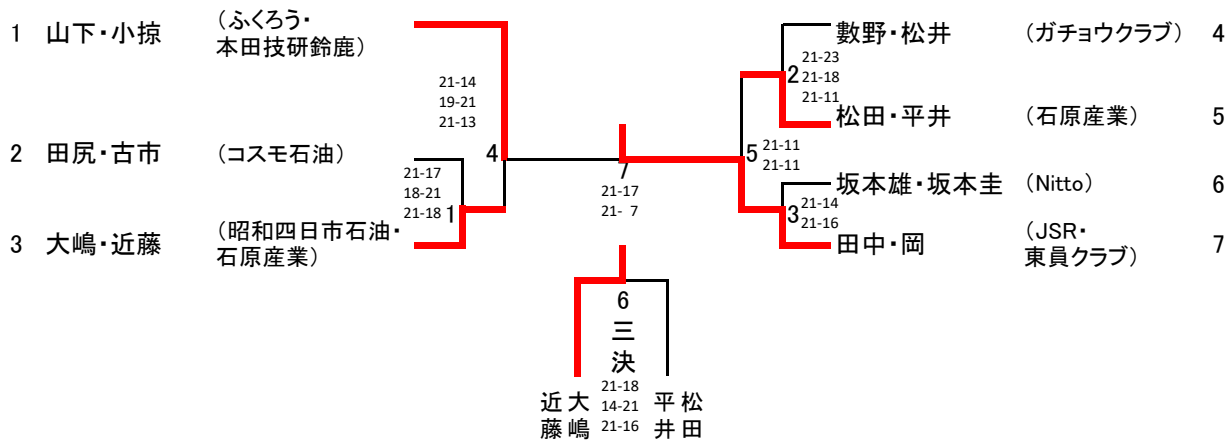 1 山下・小掠 (ふくろう・
本田技研鈴鹿)
21-14
19-21
21-13
4
2 田尻・古市 (コスモ石油)
21-17
18-21
21-18 1
3 大嶋・近藤 (昭和四日市石油・
石原産業)
7
21-17
21- 7
數野・松井 (ガチョウクラブ) 4
2 21-23
21-18
21-11
松田・平井 (石原産業) 5
5 21-11
21-11
坂本雄・坂本圭 (Nitto) 6
3 21-14
21-16
田中・岡 (JSR・
東員クラブ) 7
6
三
決
21-18
14-21
21-16
大嶋
近藤
松田
平井